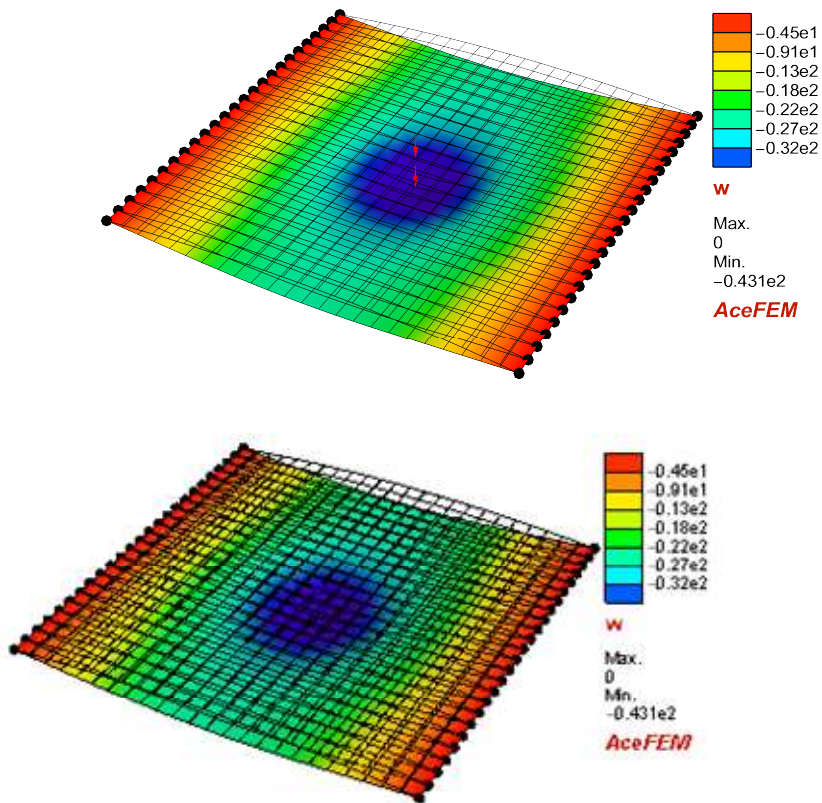 -0.45e1
-0.91e1
-0.13e2
-0.18e2
-0.22e2
-0.27e2
-0.32e2
w
Max.
0
Min.
-0.431e2
AceFEM
-0.45e1
-0.91e1
-0.13e2
-0.18e2
-0.22e2
-0.27e2
-0.32e2
w
Max.
0
Min.
-0.431e2
AceFEM